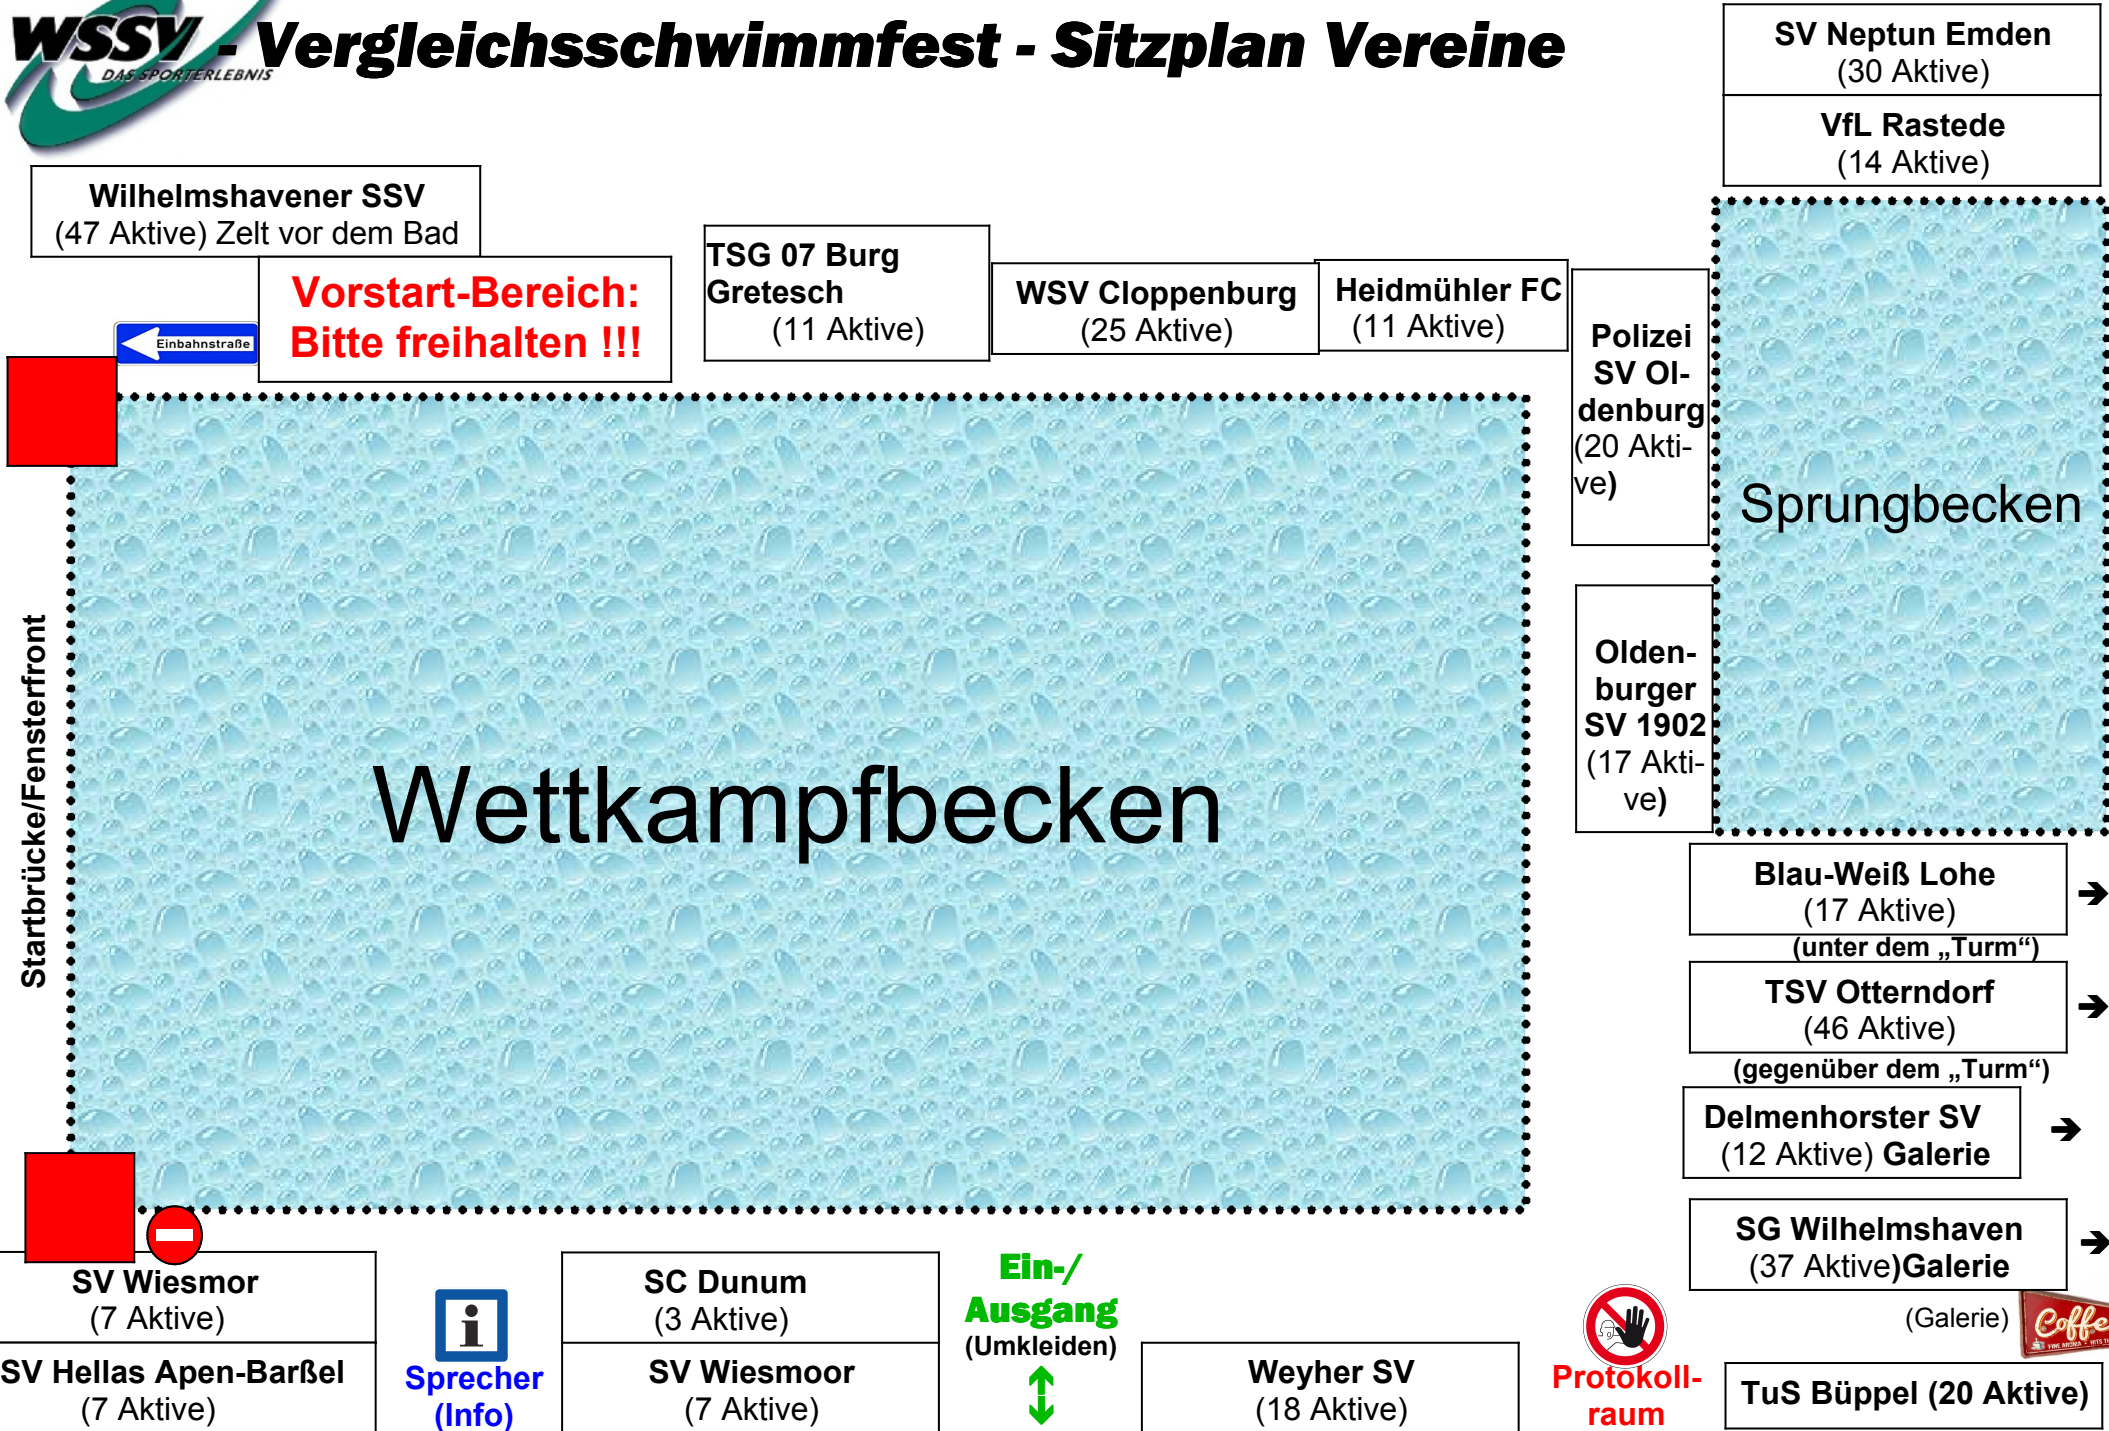 WSSV - Vergleichsschwimmfest - Sitzplan Vereine
DAS SPORTERLEBNIS
SV Neptun Emden
(30 Aktive)
VfL Rastede
(14 Aktive)
Wilhelmshavener SSV
(47 Aktive) Zelt vor dem Bad
Vorstart-Bereich:
Bitte freihalten !!!
Einbahnstraße
TSG 07 Burg
Gretesch
(11 Aktive)
WSV Cloppenburg
(25 Aktive)
Heidmühler FC
(11 Aktive)
Polizei
SV Ol-
denburg
(20 Akti-
ve)
Sprungbecken
Olden-
burger
SV 1902
(17 Akti-
ve)
Startbrücke/Fensterfront
Wettkampfbecken
Blau-Weiß Lohe
(17 Aktive)
➔
(unter dem „Turm“)
TSV Otterndorf
(46 Aktive)
➔
(gegenüber dem „Turm“)
Delmenhorster SV
(12 Aktive) Galerie
➔
SG Wilhelmshaven
(37 Aktive)Galerie
➔
(Galerie)
Coffe
SV Wiesmor
(7 Aktive)
SV Hellas Apen-Barßel
(7 Aktive)
i
Sprecher
(Info)
SC Dunum
(3 Aktive)
SV Wiesmoor
(7 Aktive)
Ein-/
Ausgang
(Umkleiden)
Weyher SV
(18 Aktive)
Protokoll-
raum
TuS Büppel (20 Aktive)